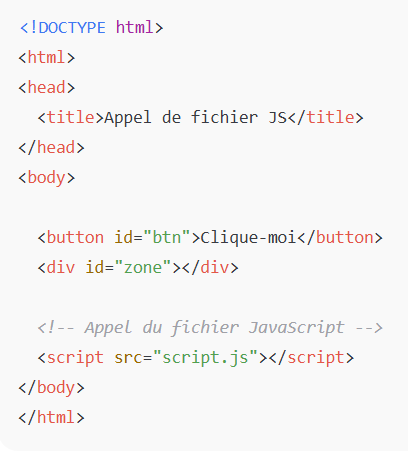 <!DOCTYPE html>
<html>
<head>
  <title>Appel de fichier JS</title>
</head>
<body>

  <button id="btn">Clique-moi</button>
  <div id="zone"></div>

  <!-- Appel du fichier JavaScript -->
  <script src="script.js"></script>
</body>
</html>